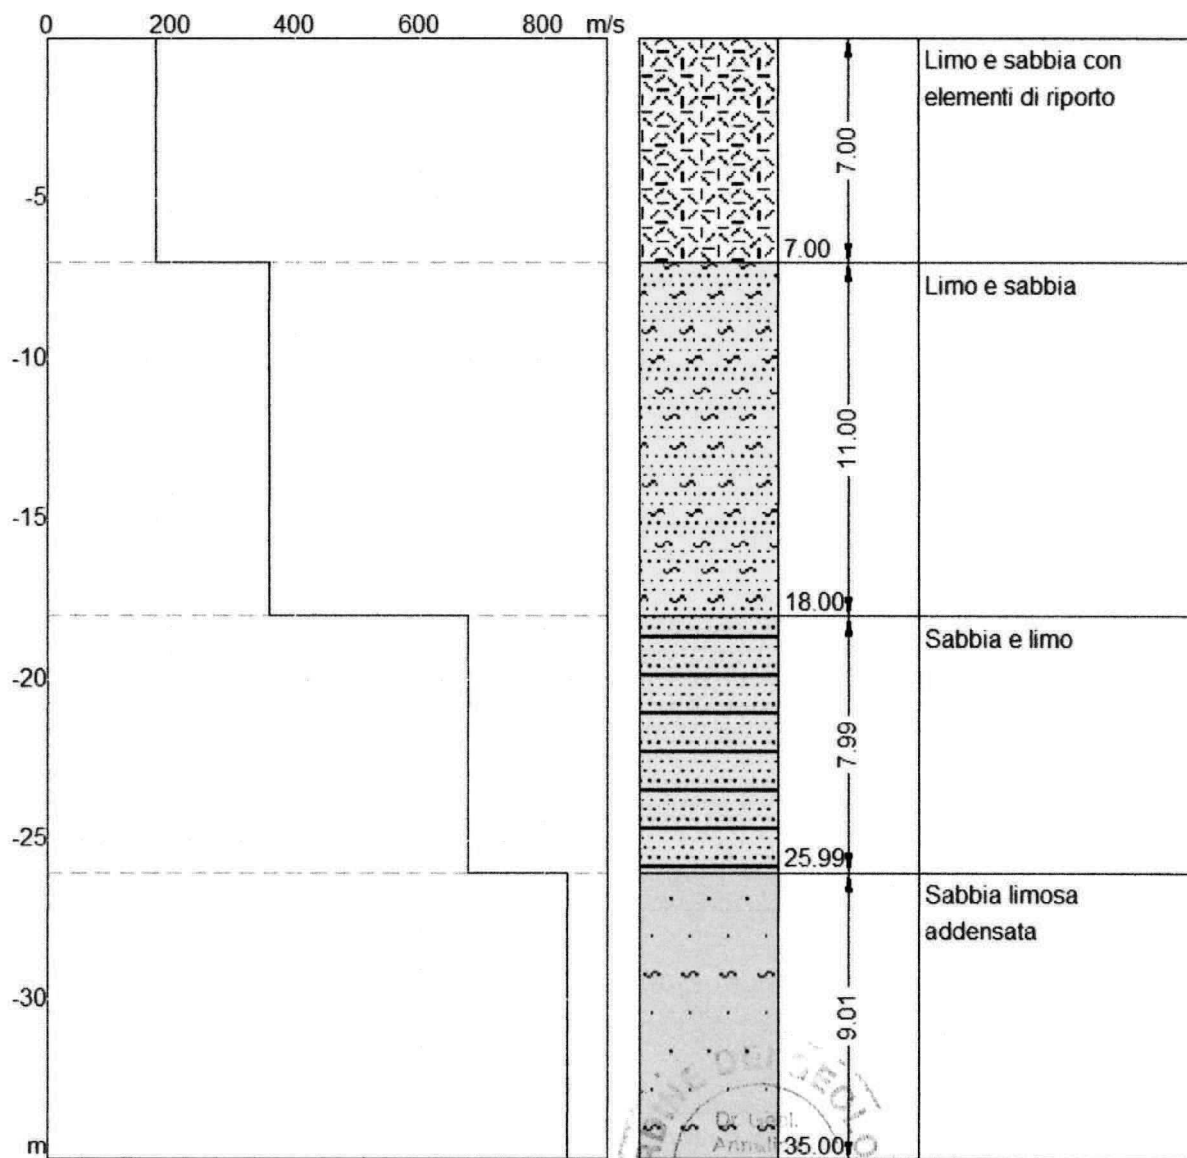 0 200 400 600 800 m/s
-5
-10
-15
-20
-25
-30
m
7.00
7.00
Limo e sabbia con
elementi di riporto
11.00
18.00
Limo e sabbia
7.99
25.99
Sabbia e limo
9.01
35.00
Sabbia limosa
addensata
Dr.